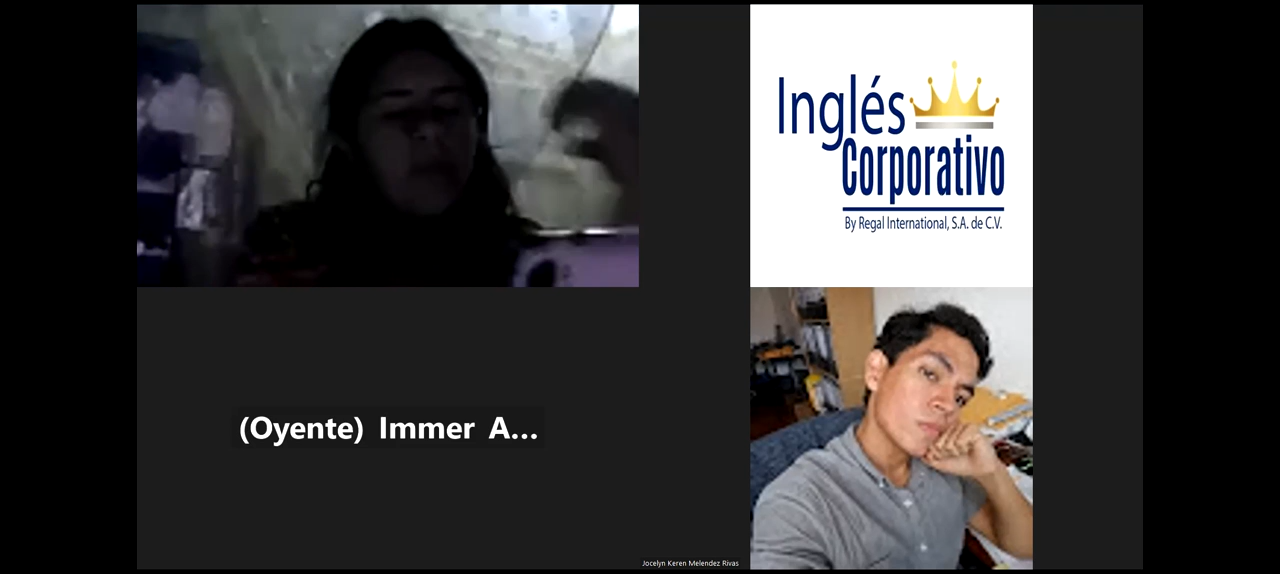 Inglés
Corporativo
By Regal International, S.A. de C.V.
(Oyente) Immer A...
Jocelyn Keren Melendez Rivas